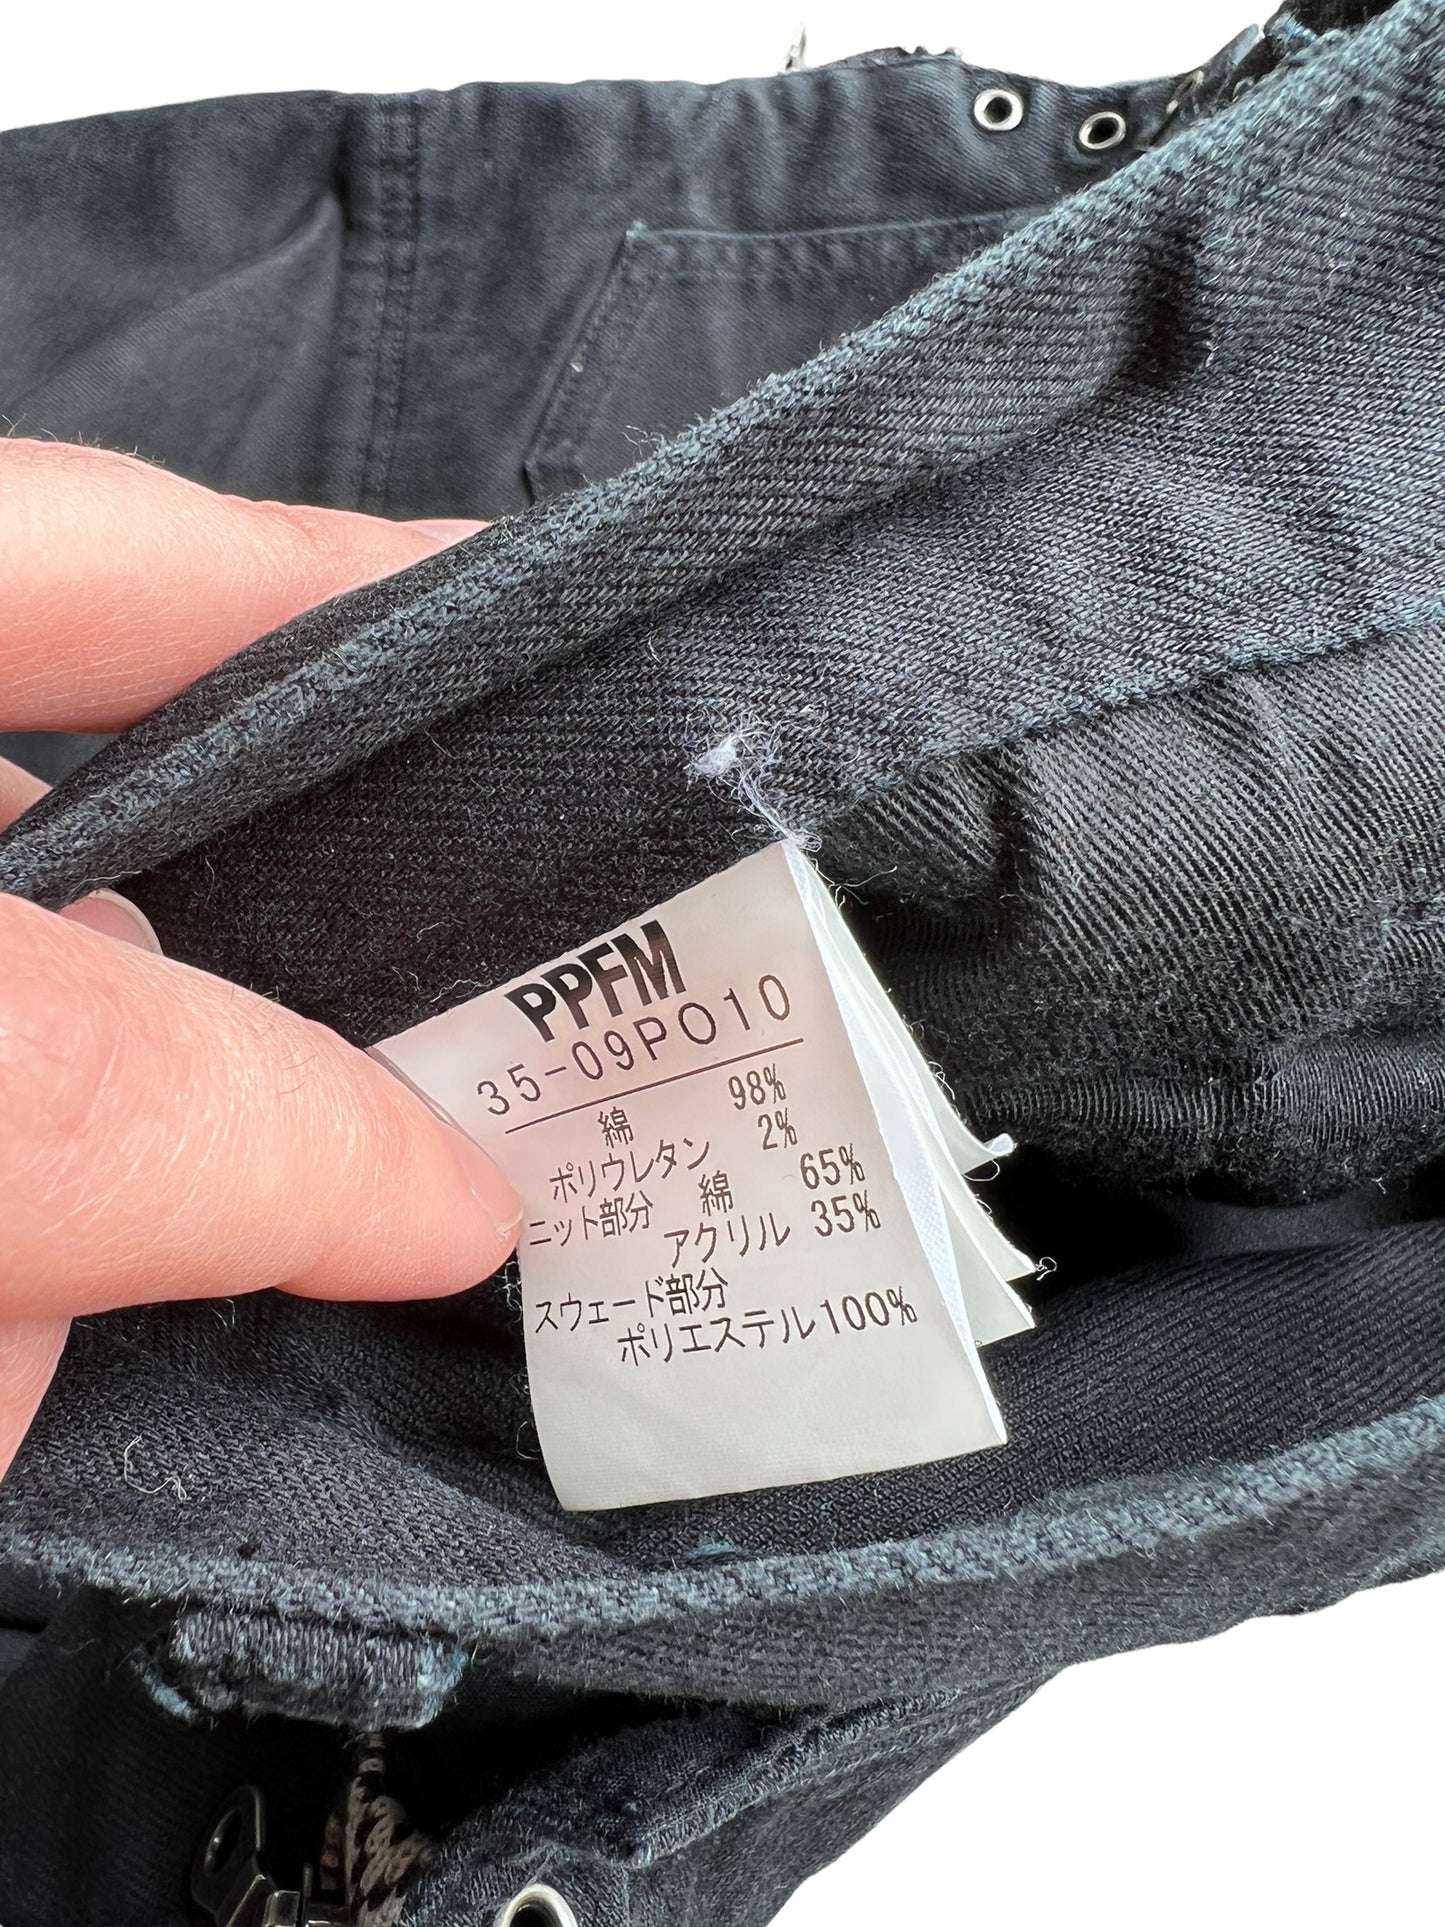 PPFM
35-09PO10
綿 98%
ポリウレタン 2%
ニット部分 綿 65%
アクリル 35%
スウェード部分
ポリエステル100%